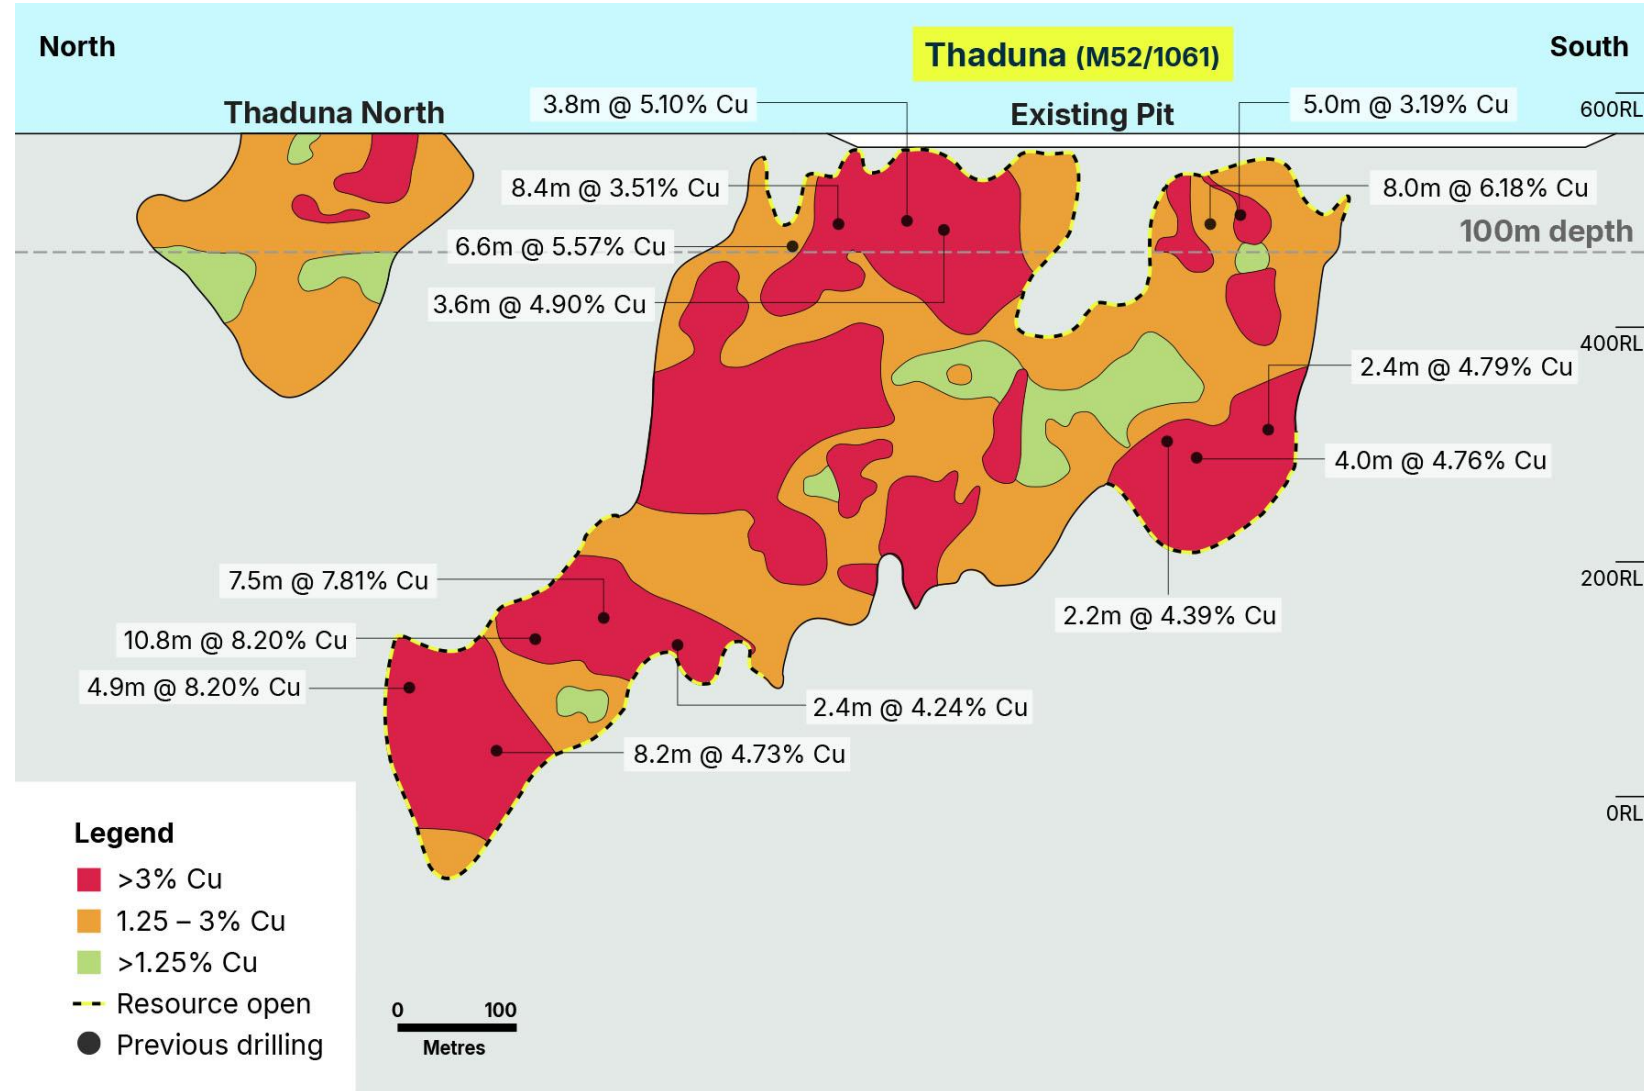 North
Thaduna (M52/1061)
South
Thaduna North
3.8m @ 5.10% Cu
Existing Pit
5.0m @ 3.19% Cu
600RL
8.4m @ 3.51% Cu
8.0m @ 6.18% Cu
6.6m @ 5.57% Cu
100m depth
3.6m @ 4.90% Cu
400RL
2.4m @ 4.79% Cu
4.0m @ 4.76% Cu
7.5m @ 7.81% Cu
200RL
2.2m @ 4.39% Cu
10.8m @ 8.20% Cu
4.9m @ 8.20% Cu
2.4m @ 4.24% Cu
8.2m @ 4.73% Cu
0RL
Legend
>3% Cu
1.25 – 3% Cu
>1.25% Cu
Resource open
Previous drilling
0 100
Metres